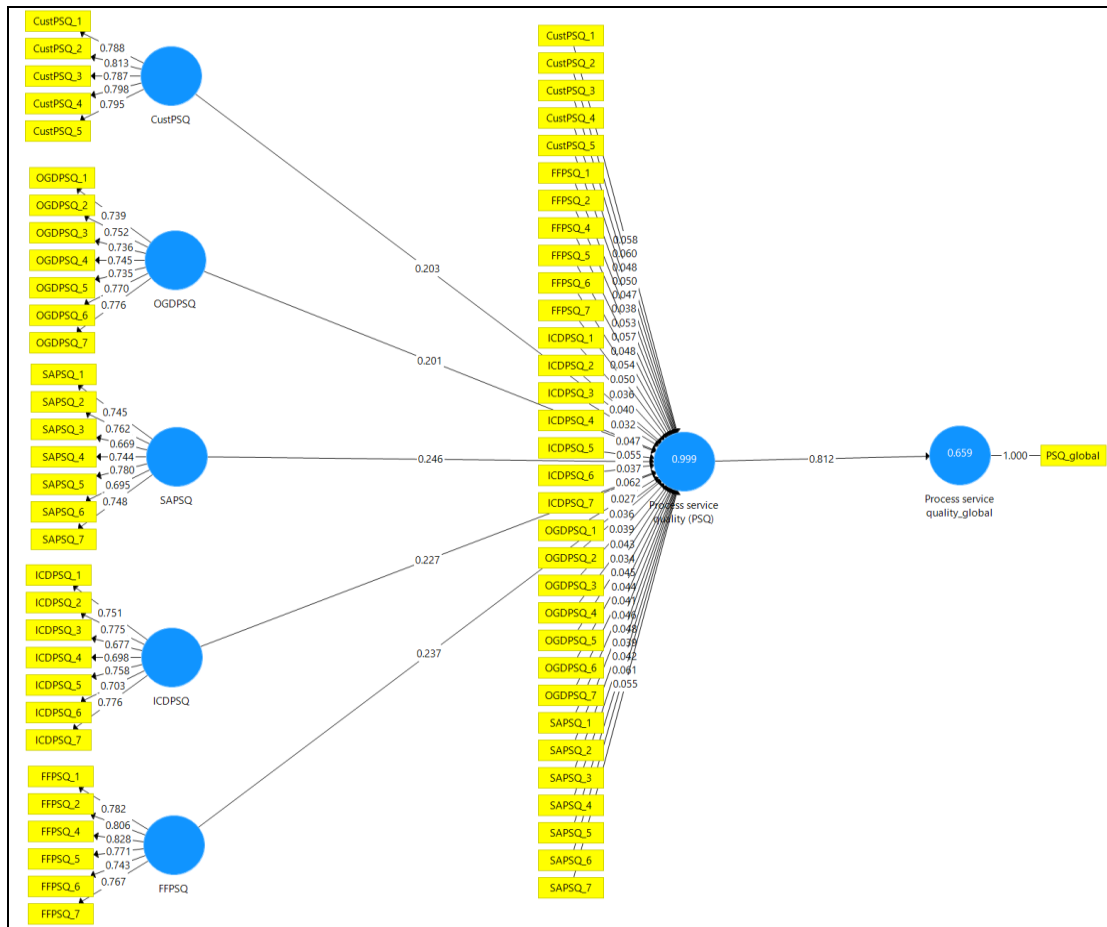 CustPSQ_1
CustPSQ_2
CustPSQ_3
CustPSQ_4
CustPSQ_5
0.788
0.813
0.787
0.798
0.795
CustPSQ
OGDPSQ_1
OGDPSQ_2
OGDPSQ_3
OGDPSQ_4
OGDPSQ_5
OGDPSQ_6
OGDPSQ_7
0.739
0.752
0.736
0.745
0.735
0.770
0.776
OGDPSQ
SAPSQ_1
SAPSQ_2
SAPSQ_3
SAPSQ_4
SAPSQ_5
SAPSQ_6
SAPSQ_7
0.745
0.762
0.669
0.744
0.780
0.695
0.748
SAPSQ
ICDPSQ_1
ICDPSQ_2
ICDPSQ_3
ICDPSQ_4
ICDPSQ_5
ICDPSQ_6
ICDPSQ_7
0.751
0.775
0.677
0.698
0.758
0.703
0.776
ICDPSQ
FFPSQ_1
FFPSQ_2
FFPSQ_4
FFPSQ_5
FFPSQ_6
FFPSQ_7
0.782
0.806
0.828
0.771
0.743
0.767
FFPSQ
0.203
0.201
0.246
0.227
0.237
CustPSQ_1
CustPSQ_2
CustPSQ_3
CustPSQ_4
CustPSQ_5
FFPSQ_1
FFPSQ_2
FFPSQ_4
FFPSQ_5
FFPSQ_6
FFPSQ_7
ICDPSQ_1
ICDPSQ_2
ICDPSQ_3
ICDPSQ_4
ICDPSQ_5
ICDPSQ_6
ICDPSQ_7
OGDPSQ_1
OGDPSQ_2
OGDPSQ_3
OGDPSQ_4
OGDPSQ_5
OGDPSQ_6
OGDPSQ_7
SAPSQ_1
SAPSQ_2
SAPSQ_3
SAPSQ_4
SAPSQ_5
SAPSQ_6
SAPSQ_7
0.058
0.060
0.048
0.050
0.047
0.038
0.053
0.057
0.048
0.054
0.050
0.036
0.040
0.032
0.047
0.055
0.037
0.062
0.027
0.036
0.039
0.043
0.034
0.045
0.044
0.046
0.048
0.039
0.042
0.061
0.055
0.999
Process service
quality (PSQ)
0.812
0.659
Process service
quality_global
1.000
PSQ_global